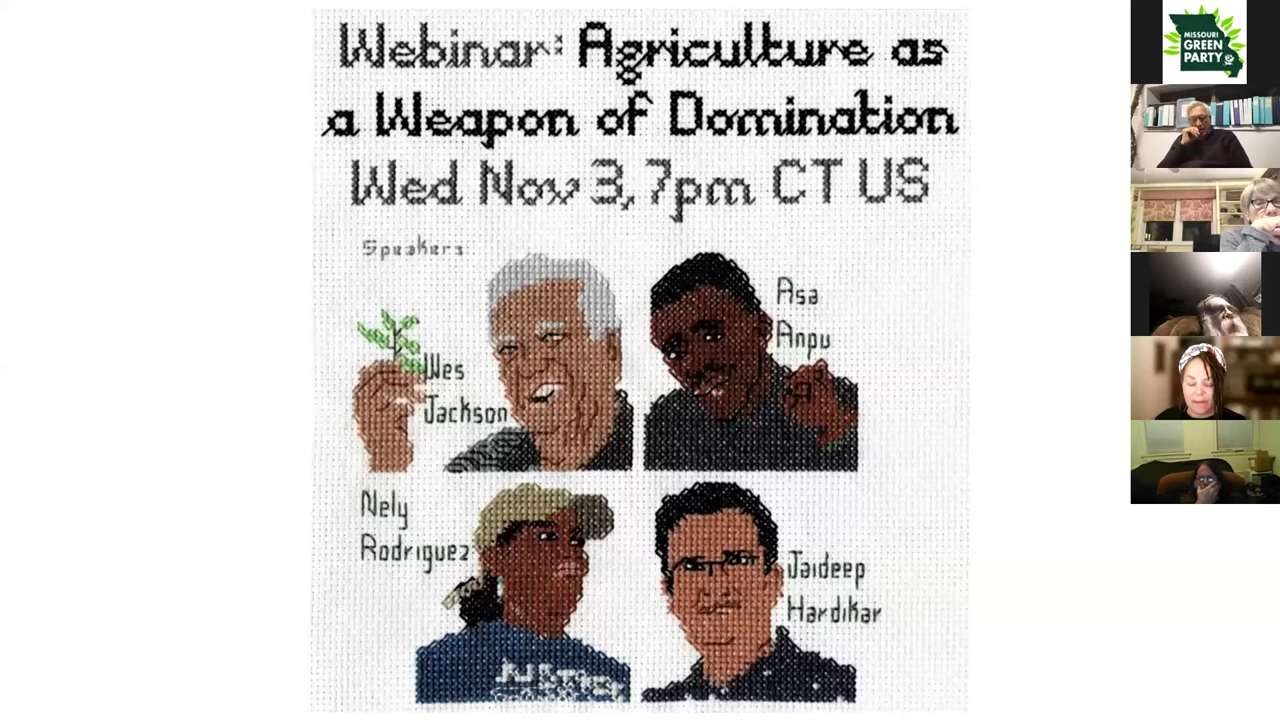 Webinar: Agriculture as
a Weapon of Domination
Wed Nov 3, 7pm CT US
Speakers
Wes
Jackson
Asa
Anpu
Nely
Rodriguez
JUSTICE
Jaideep
Hardikar
MISSOURI
GREEN
PARTY